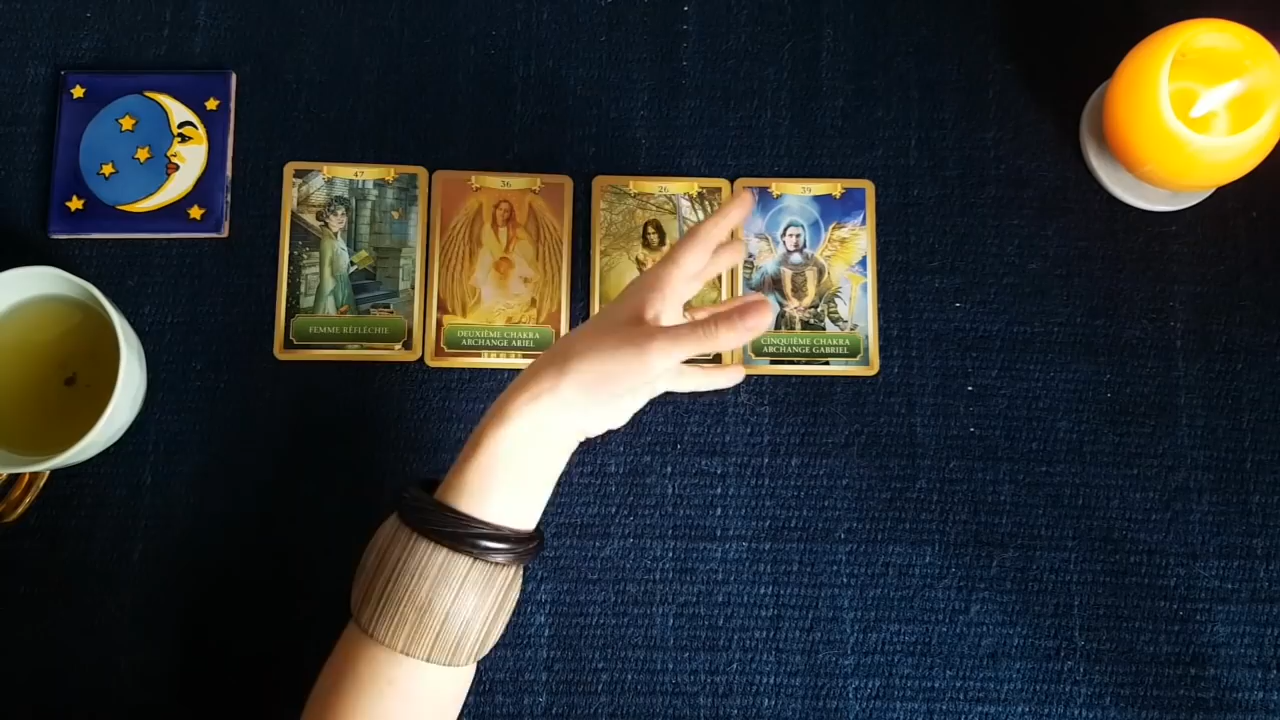 47
FEMME RÉFLÉCHIE
36
DEUXIÈME CHAKRA
ARCHANGE ARIEL
26
39
CINQUIÈME CHAKRA
ARCHANGE GABRIEL